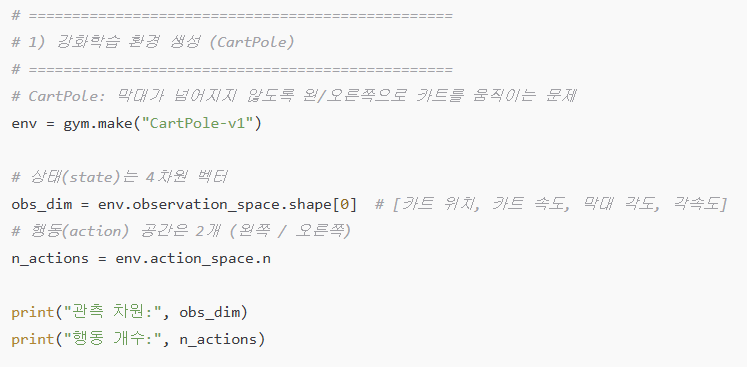 # =================================================
# 1) 강화학습 환경 생성 (CartPole)
# =================================================
# CartPole: 막대가 넘어지지 않도록 왼/오른쪽으로 카트를 움직이는 문제
env = gym.make("CartPole-v1")
# 상태(state)는 4차원 벡터
obs_dim = env.observation_space.shape[0]  # [카트 위치, 카트 속도, 막대 각도, 각속도]
# 행동(action) 공간은 2개 (왼쪽 / 오른쪽)
n_actions = env.action_space.n
print("관측 차원:", obs_dim)
print("행동 개수:", n_actions)